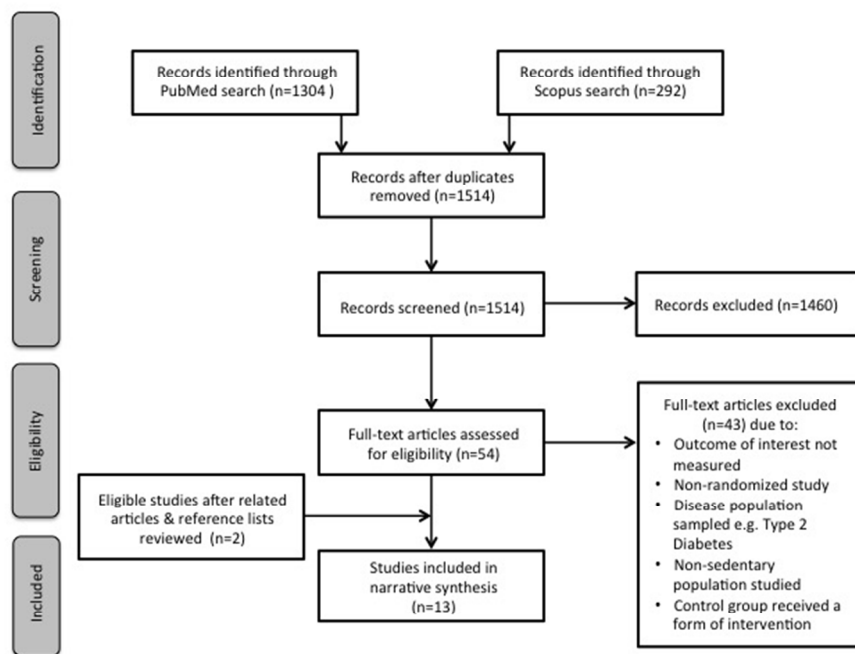 Identification
Records identified through
PubMed search (n=1304 )
Records identified through
Scopus search (n=292)
Records after duplicates
removed (n=1514)
Screening
Records screened (n=1514)
Records excluded (n=1460)
Eligibility
Full-text articles assessed
for eligibility (n=54)
Full-text articles excluded
(n=43) due to:
• Outcome of interest not
measured
• Non-randomized study
• Disease population
sampled e.g. Type 2
Diabetes
• Non-sedentary
population studied
• Control group received a
form of intervention
Eligible studies after related
articles & reference lists
reviewed (n=2)
Included
Studies included in
narrative synthesis
(n=13)